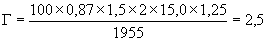 Г = 100×0,87×1,5×2×15,0×1,25 / 1955 = 2,5